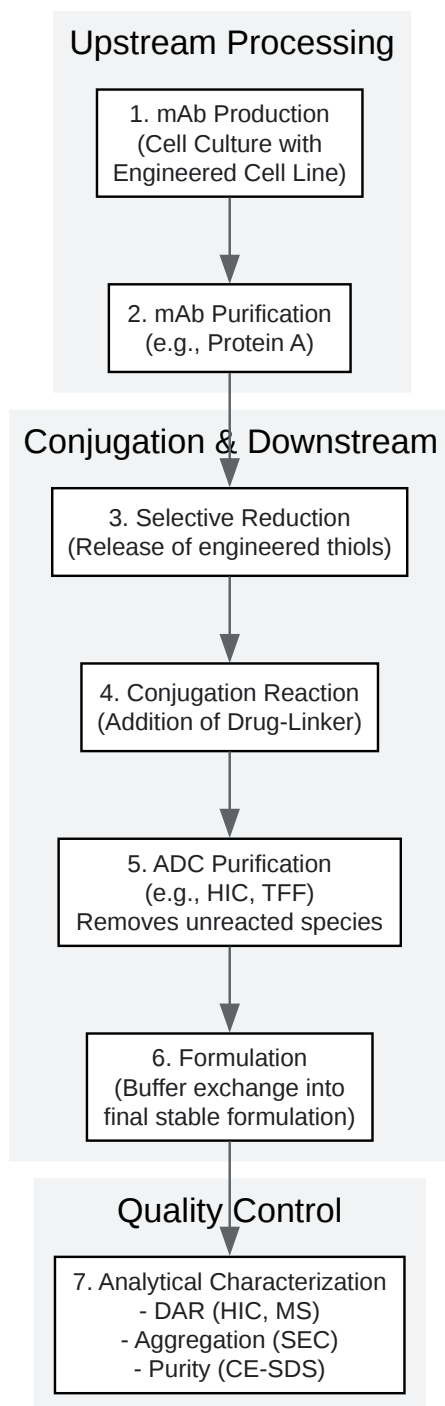 Upstream Processing
1. mAb Production
(Cell Culture with
Engineered Cell Line)
2. mAb Purification
(e.g., Protein A)
Conjugation & Downstream
3. Selective Reduction
(Release of engineered thiols)
4. Conjugation Reaction
(Addition of Drug-Linker)
5. ADC Purification
(e.g., HIC, TFF)
Removes unreacted species
6. Formulation
(Buffer exchange into
final stable formulation)
Quality Control
7. Analytical Characterization
- DAR (HIC, MS)
- Aggregation (SEC)
- Purity (CE-SDS)